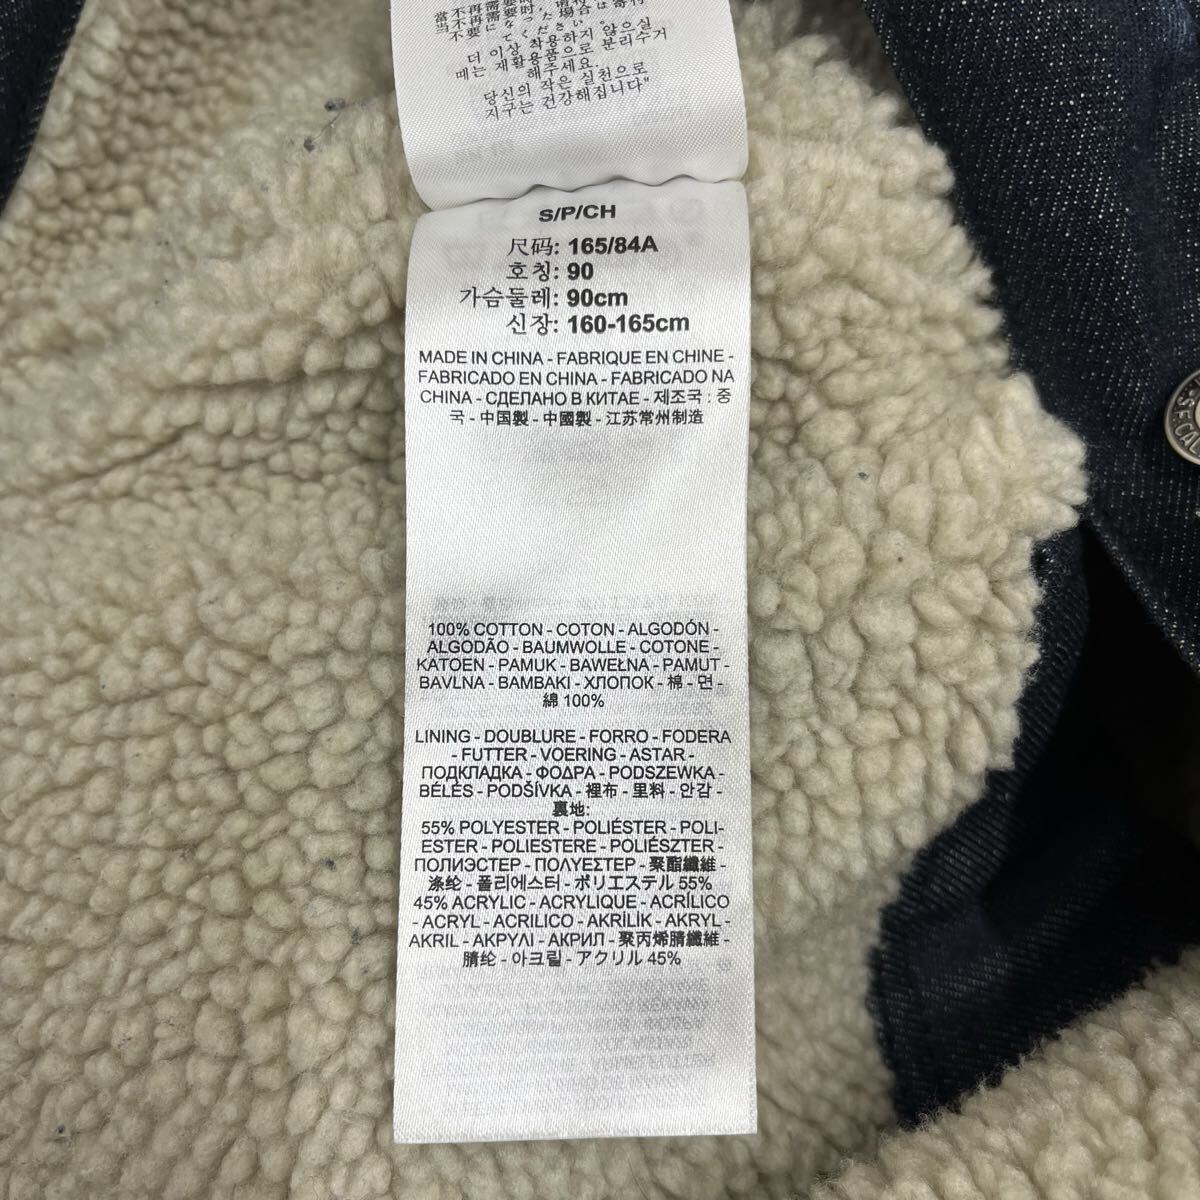 더 이상 착용하지 않으실
때는 재활용품으로 분리수거
해주세요.
당신의 작은 실천으로
지구는 건강해집니다"
S/P/CH
尺码: 165/84A
호칭: 90
가슴둘레: 90cm
신장: 160-165cm
MADE IN CHINA - FABRIQUE EN CHINE -
FABRICADO EN CHINA - FABRICADO NA
CHINA - СДЕЛАНО В КИТАЕ - 제조국 : 중
국 - 中国製 - 中國製 - 江苏常州制造
100% COTTON - COTON - ALGODÓN -
ALGODÃO - BAUMWOLLE - COTONE -
KATOEN - PAMUK - BAWEŁNA - PAMUT -
BAVLNA - BAMBAKI - ХЛОПОК - 棉 - 면 -
綿 100%
LINING - DOUBLURE - FORRO - FODERA
- FUTTER - VOERING - ASTAR -
ПОДКЛАДКА - ΦΟΔΡΑ - PODSZEWKA -
BÉLÉS - PODŠÍVKA - 裡布 - 里料 - 안감 -
裏地:
55% POLYESTER - POLIÉSTER - POLI-
ESTER - POLIESTERE - POLIÉSZTER -
ПОЛИЭСТЕР - ΠΟΛΥΕΣΤΕΡ - 聚酯纖維 -
涤纶 - 폴리에스터 - ポリエステル 55%
45% ACRYLIC - ACRYLIQUE - ACRÍLICO
- ACRYL - ACRILICO - AKRİLİK - AKRYL -
AKRIL - ΑΚΡΥΛΙ - АКРИЛ - 聚丙烯腈纖維 -
腈纶 - 아크릴 - アクリル 45%